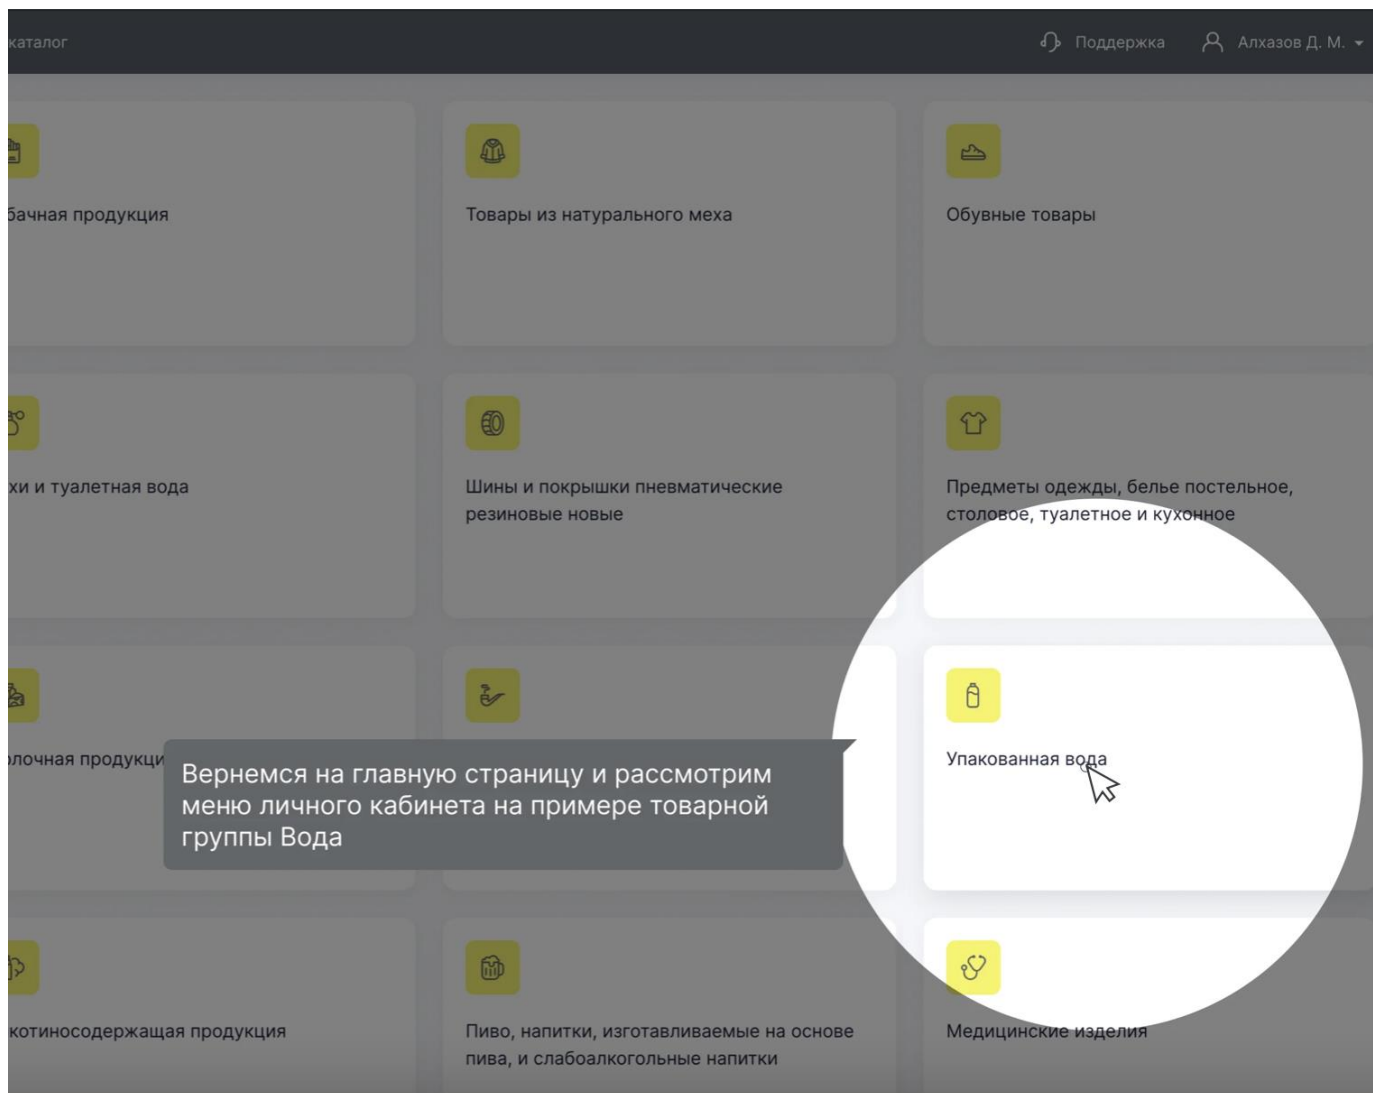 каталог
Поддержка
Алхазов Д. М.
бачная продукция
Товары из натурального меха
Обувные товары
хи и туалетная вода
Шины и покрышки пневматические
резиновые новые
Предметы одежды, белье постельное,
столовое, туалетное и кухонное
олочная продукци
Вернемся на главную страницу и рассмотрим
меню личного кабинета на примере товарной
группы Вода
Упакованная вода
котиносодержащая продукция
Пиво, напитки, изготавливаемые на основе
пива, и слабоалкогольные напитки
Медицинские изделия